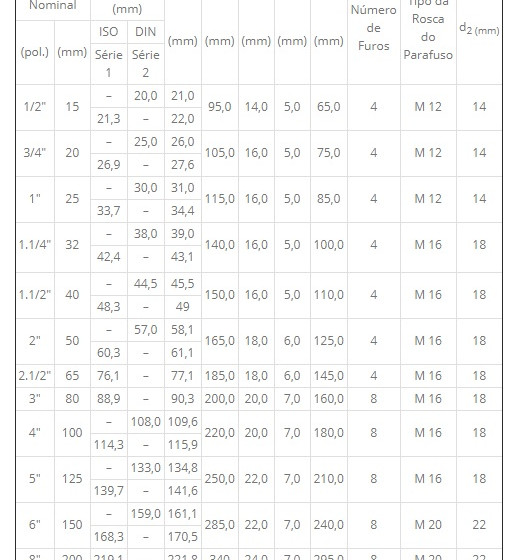 Nominal (mm) Número de Furos Tipo da Rosca do Parafuso d2 (mm)
(pol.) (mm) ISO Série 1 DIN Série 2 (mm) (mm) (mm) (mm) (mm)
1/2" 15 – 20,0 21,0 95,0 14,0 5,0 65,0 4 M 12 14
21,3 – 22,0
3/4" 20 – 25,0 26,0 105,0 16,0 5,0 75,0 4 M 12 14
26,9 – 27,6
1" 25 – 30,0 31,0 115,0 16,0 5,0 85,0 4 M 12 14
33,7 – 34,4
1.1/4" 32 – 38,0 39,0 140,0 16,0 5,0 100,0 4 M 16 18
42,4 – 43,1
1.1/2" 40 – 44,5 45,5 150,0 16,0 5,0 110,0 4 M 16 18
48,3 – 49
2" 50 – 57,0 58,1 165,0 18,0 6,0 125,0 4 M 16 18
60,3 – 61,1
2.1/2" 65 76,1 – 77,1 185,0 18,0 6,0 145,0 4 M 16 18
3" 80 88,9 – 90,3 200,0 20,0 7,0 160,0 8 M 16 18
4" 100 – 108,0 109,6 220,0 20,0 7,0 180,0 8 M 16 18
114,3 – 115,9
5" 125 – 133,0 134,8 250,0 22,0 7,0 210,0 8 M 16 18
139,7 – 141,6
6" 150 – 159,0 161,1 285,0 22,0 7,0 240,0 8 M 20 22
168,3 – 170,5
8" 200 219,1 – 221,8 340 24,0 7,0 295,0 8 M 20 22